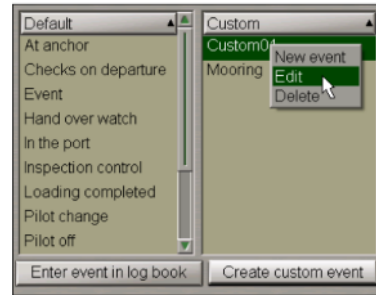 Default
At anchor
Checks on departure
Event
Hand over watch
In the port
Inspection control
Loading completed
Pilot change
Pilot off
Enter event in log book
Custom
Custom04
Mooring
New event
Edit
Delete
Create custom event